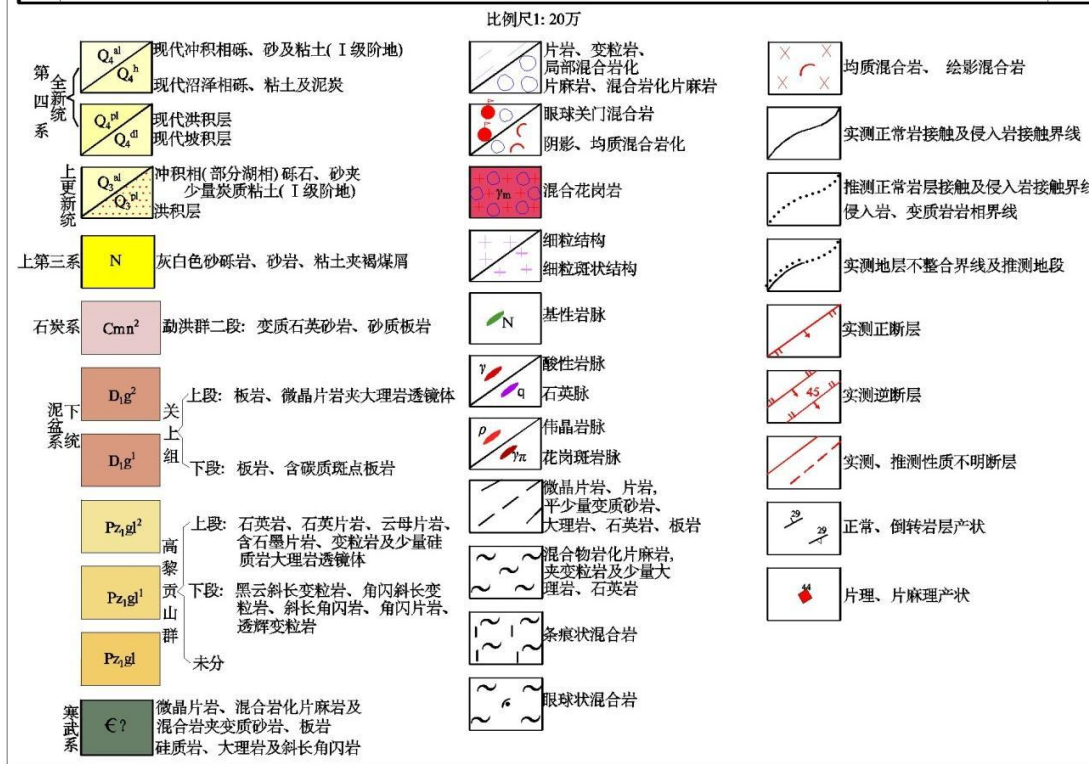 比例尺1: 20万
第四系
全新统
Q₄ᵃˡ
Q₄ʰ
现代冲积相砾、砂及粘土(Ⅰ级阶地)
现代沼泽相砾、粘土及泥炭
Q₄ᵖˡ
Q₄ᵈˡ
现代洪积层
现代坡积层
上更新统
Q₃ᵃˡ
Q₃ᵖˡ
冲积相(部分湖相)砾石、砂夹
少量炭质粘土(Ⅰ级阶地)
洪积层
上第三系
N
灰白色砂砾岩、砂岩、粘土夹褐煤屑
石炭系
Cmn²
勐洪群二段: 变质石英砂岩、砂质板岩
泥盆系
下统
D₁g²
D₁g¹
关上组
上段: 板岩、微晶片岩夹大理岩透镜体
下段: 板岩、含碳质斑点板岩
Pz₁gl²
Pz₁gl¹
Pz₁gl
高黎贡山群
上段: 石英岩、石英片岩、云母片岩、
含石墨片岩、变粒岩及少量硅
质岩大理岩透镜体
下段: 黑云斜长变粒岩、角闪斜长变
粒岩、斜长角闪岩、角闪片岩、
透辉变粒岩
未分
寒武系
Є?
微晶片岩、混合岩化片麻岩及
混合岩夹变质砂岩、板岩
硅质岩、大理岩及斜长角闪岩
片岩、变粒岩、
局部混合岩化
片麻岩、混合岩化片麻岩
眼球关门混合岩
阴影、均质混合岩化
γm
混合花岗岩
细粒结构
细粒斑状结构
N
基性岩脉
γ
q
酸性岩脉
石英脉
ρ
γπ
伟晶岩脉
花岗斑岩脉
微晶片岩、片岩,
平少量变质砂岩、
大理岩、石英岩、板岩
混合物岩化片麻岩,
夹变粒岩及少量大
理岩、石英岩
条痕状混合岩
眼球状混合岩
均质混合岩、绘影混合岩
实测正常岩接触及侵入岩接触界线
推测正常岩层接触及侵入岩接触界线
侵入岩、变质岩岩相界线
实测地层不整合界线及推测地段
实测正断层
45
实测逆断层
实测、推测性质不明断层
29
29
正常、倒转岩层产状
44
片理、片麻理产状